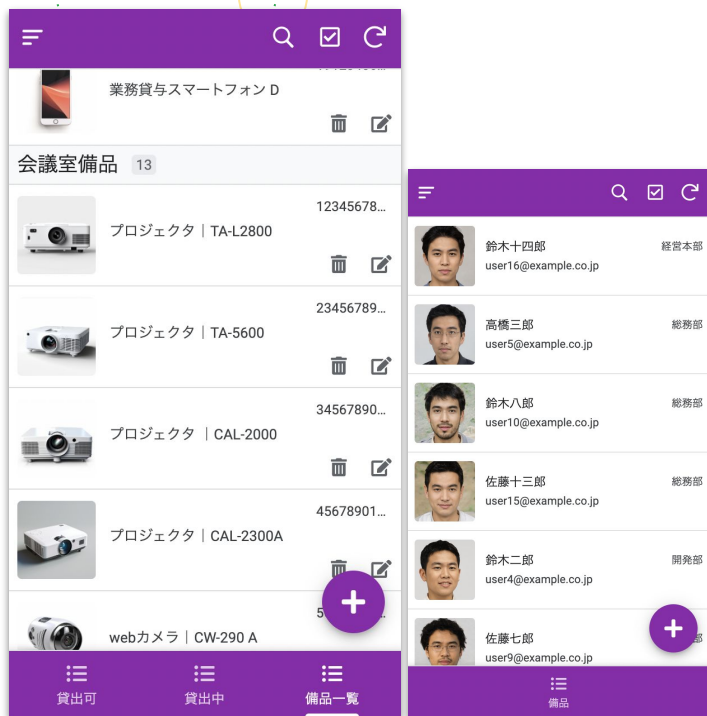 業務貸与スマートフォン D
会議室備品 13
12345678...
プロジェクタ｜TA-L2800
23456789...
プロジェクタ｜TA-5600
34567890...
プロジェクタ ｜CAL-2000
45678901...
プロジェクタ｜CAL-2300A
webカメラ｜CW-290 A
貸出可
貸出中
備品一覧
鈴木十四郎 経営本部
user16@example.co.jp
高橋三郎 総務部
user5@example.co.jp
鈴木八郎 総務部
user10@example.co.jp
佐藤十三郎 総務部
user15@example.co.jp
鈴木二郎 開発部
user4@example.co.jp
佐藤七郎
user9@example.co.jp
備品